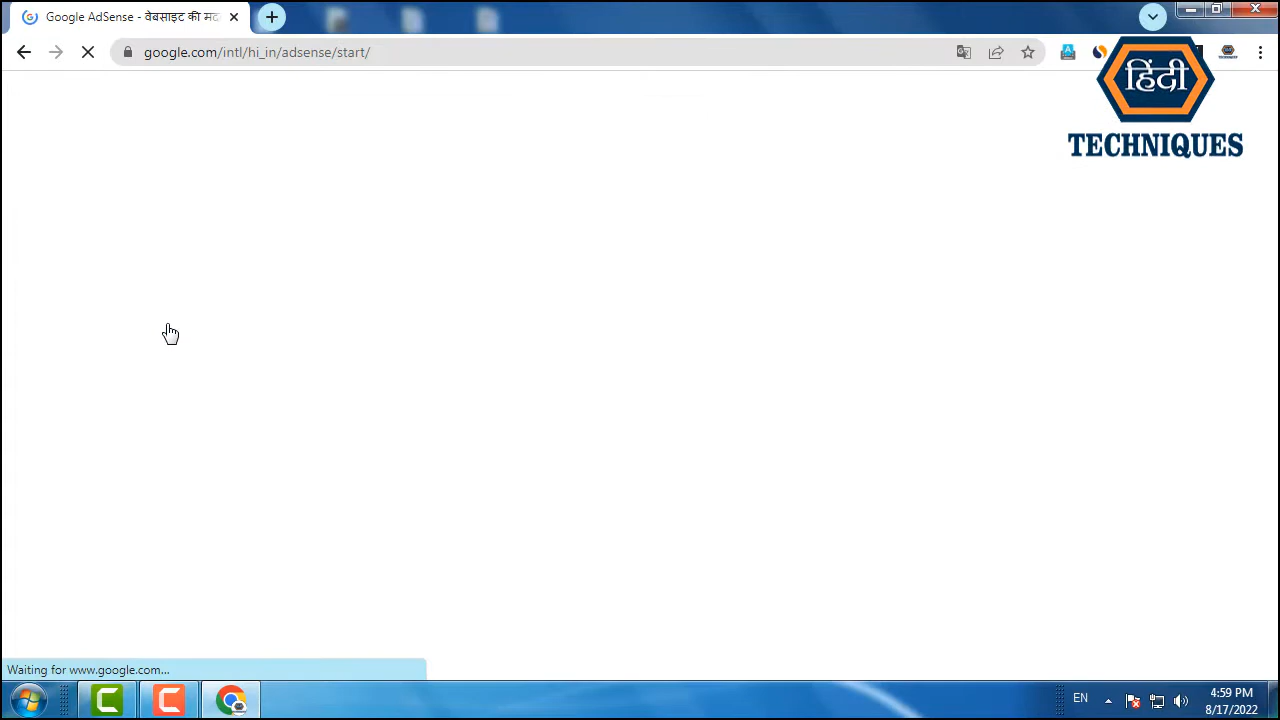 Google AdSense - वेबसाइट की
google.com/intl/hi_in/adsense/start/
हिंदी
TECHNIQUES
Waiting for www.google.com...
EN
4:59 PM
8/17/2022